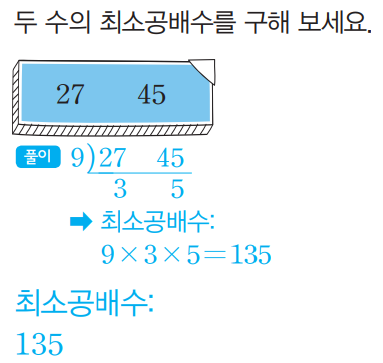 두 수의 최소공배수를 구해 보세요.
27 45
풀이 9)27 45
3 5
➡ 최소공배수:
9×3×5=135
최소공배수:
135